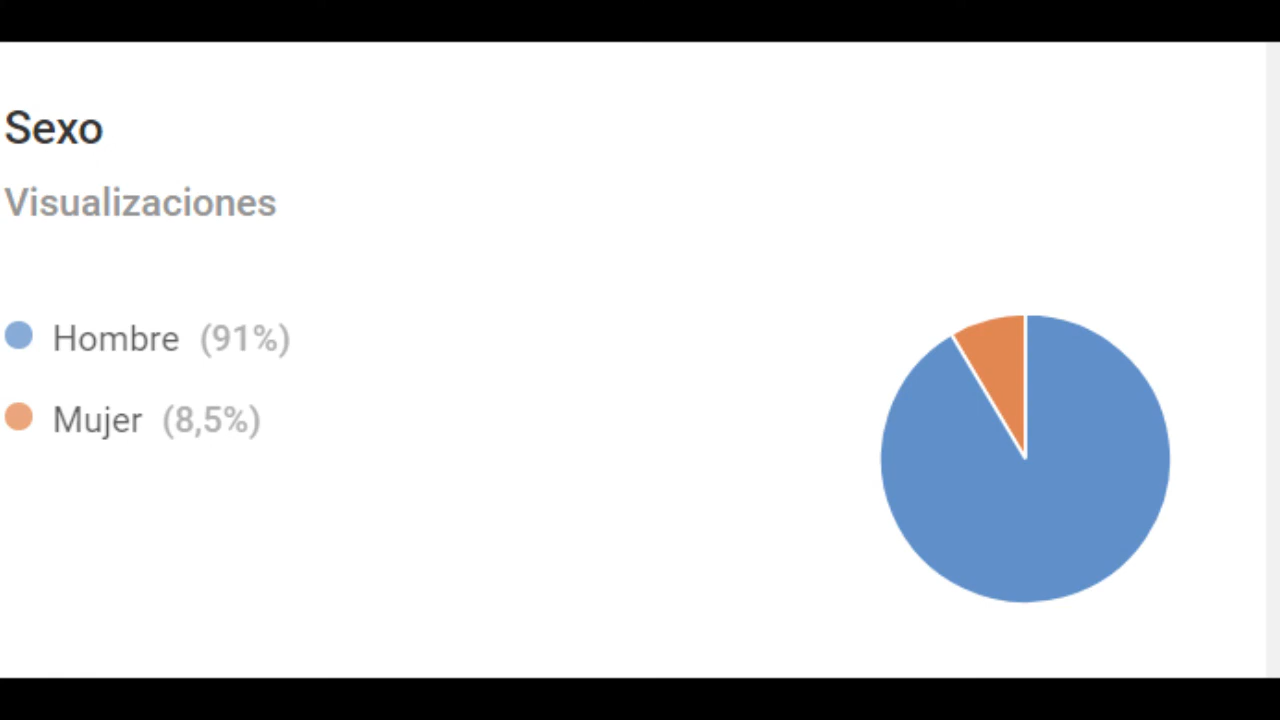 Sexo
Visualizaciones
Hombre (91%)
Mujer (8,5%)